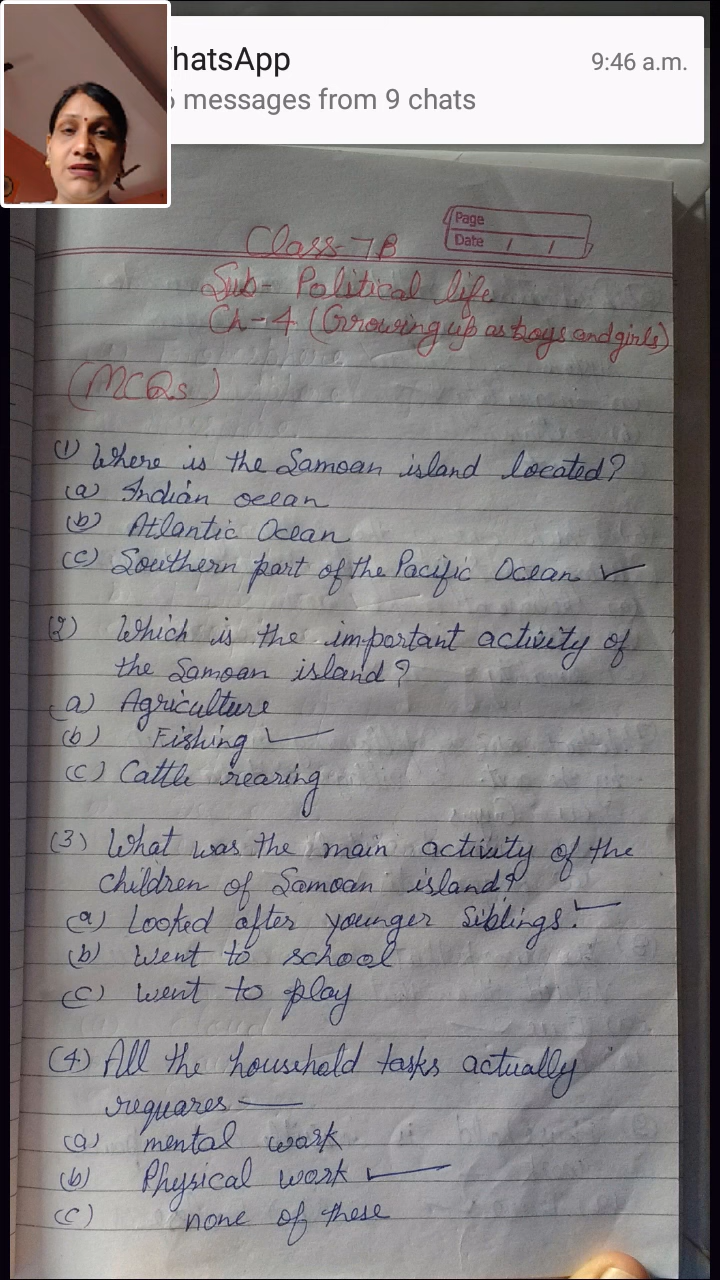 hatsApp
9:46 a.m.
6 messages from 9 chats
Page
Date / /
Class-7B
Sub- Political life
Ch-4 (Growing up as boys and girls)
(MCQs)
(1) Where is the Samoan island located?
(a) Indian ocean
(b) Atlantic Ocean
(c) Southern part of the Pacific Ocean ✓
(2) Which is the important activity of
the Samoan island?
(a) Agriculture
(b) Fishing ✓
(c) Cattle rearing
(3) What was the main activity of the
children of Samoan island?
(a) Looked after younger siblings. ✓
(b) Went to school
(c) Went to play
(4) All the household tasks actually
requares —
(a) mental work
(b) Physical work ✓
(c) none of these